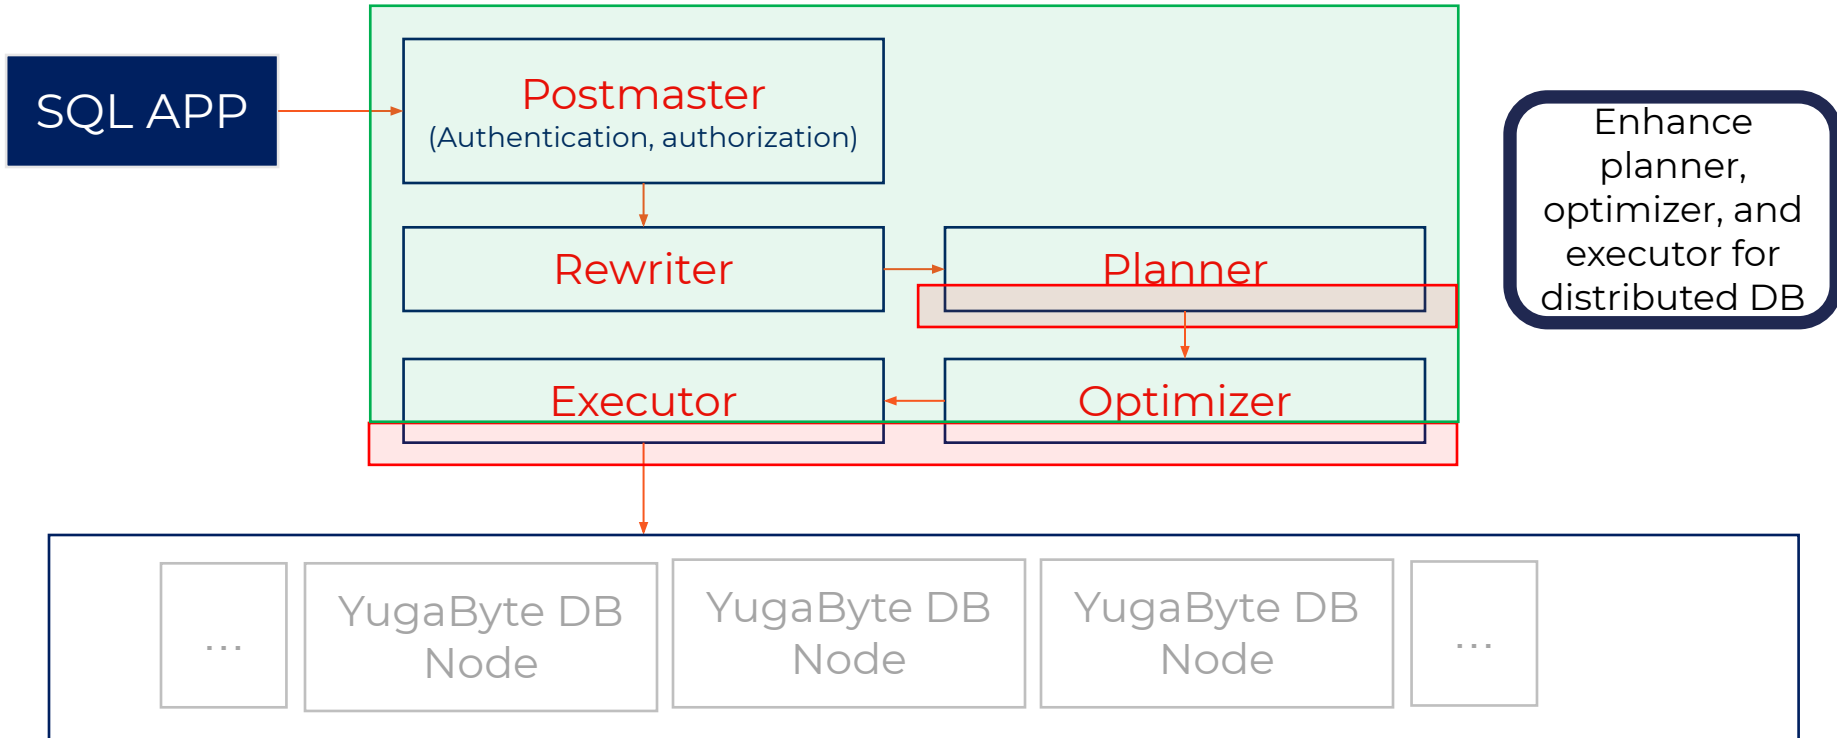 SQL APP
Postmaster
(Authentication, authorization)
Rewriter
Planner
Executor
Optimizer
Enhance
planner,
optimizer, and
executor for
distributed DB
...
YugaByte DB
Node
YugaByte DB
Node
YugaByte DB
Node
...